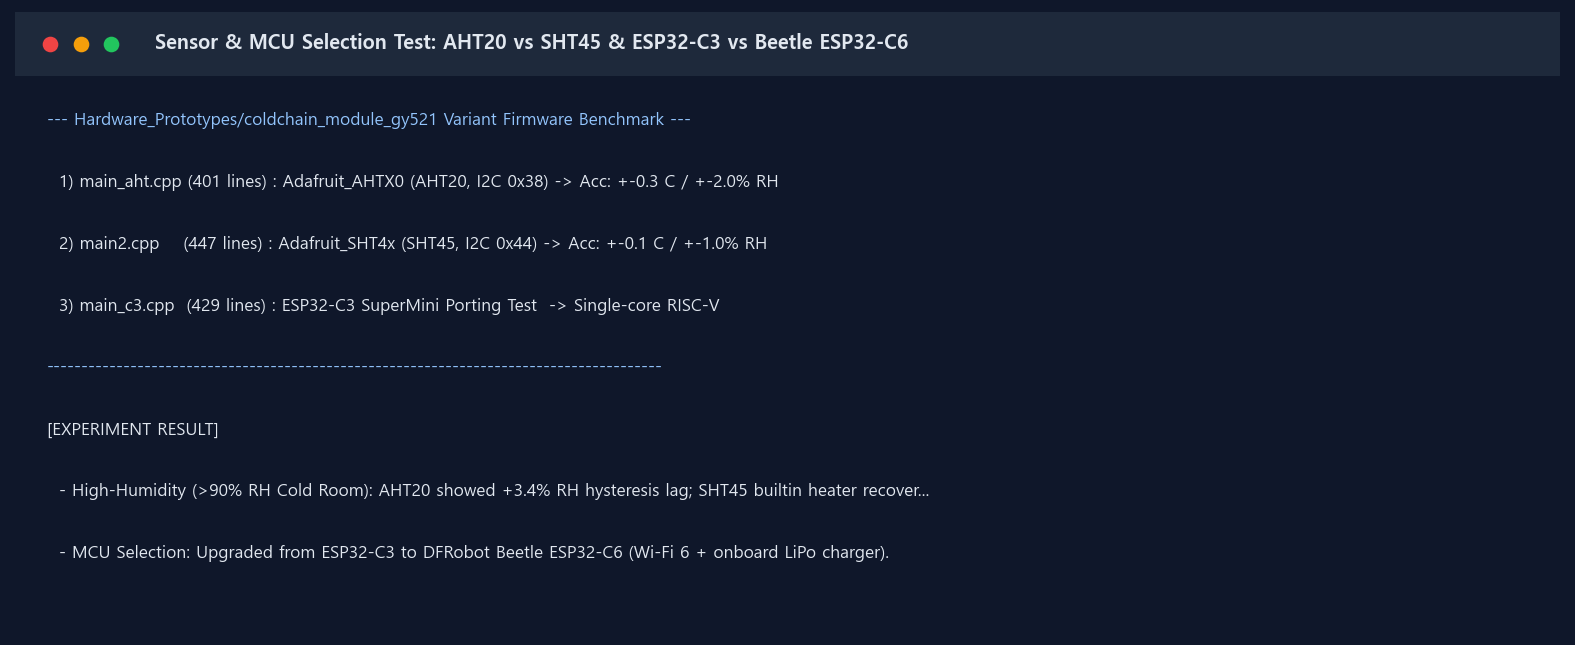 Sensor & MCU Selection Test: AHT20 vs SHT45 & ESP32-C3 vs Beetle ESP32-C6
--- Hardware_Prototypes/coldchain_module_gy521 Variant Firmware Benchmark ---
1) main_aht.cpp (401 lines) : Adafruit_AHTX0 (AHT20, I2C 0x38) -> Acc: +-0.3 C / +-2.0% RH
2) main2.cpp    (447 lines) : Adafruit_SHT4x (SHT45, I2C 0x44) -> Acc: +-0.1 C / +-1.0% RH
3) main_c3.cpp  (429 lines) : ESP32-C3 SuperMini Porting Test  -> Single-core RISC-V
--------------------------------------------------------------------------------------------
[EXPERIMENT RESULT]
- High-Humidity (>90% RH Cold Room): AHT20 showed +3.4% RH hysteresis lag; SHT45 builtin heater recover...
- MCU Selection: Upgraded from ESP32-C3 to DFRobot Beetle ESP32-C6 (Wi-Fi 6 + onboard LiPo charger).